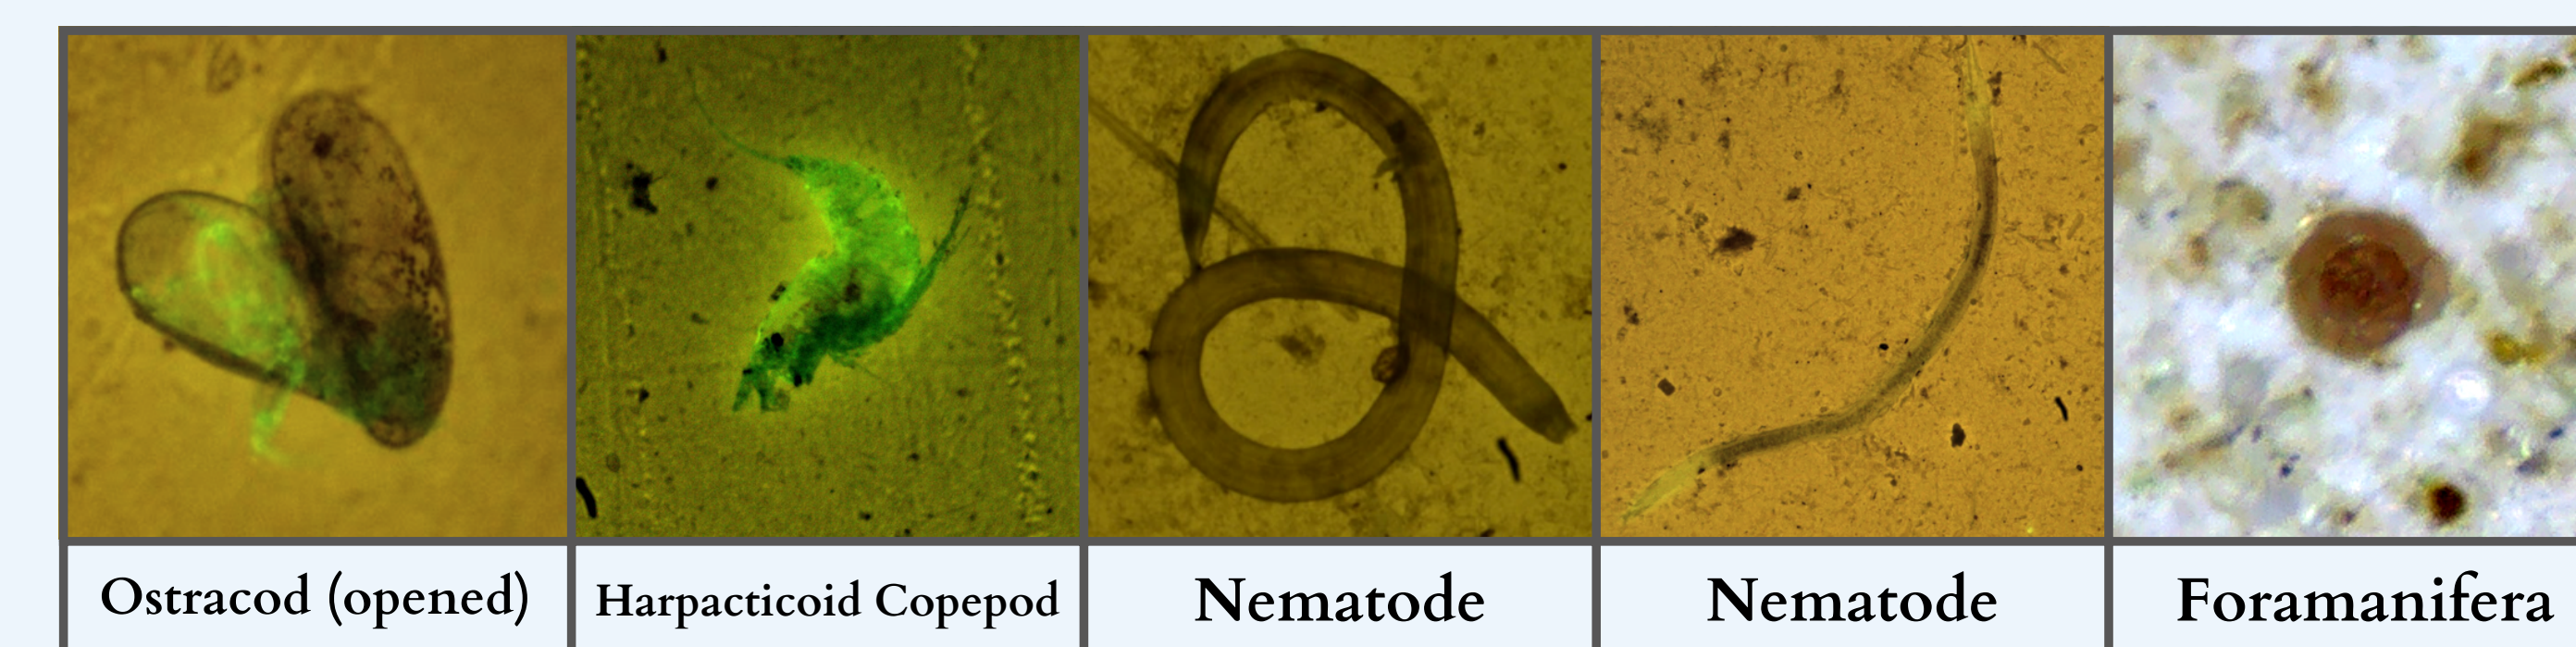 Ostracod (opened)
Harpacticoid Copepod
Nematode
Nematode
Foramanifera